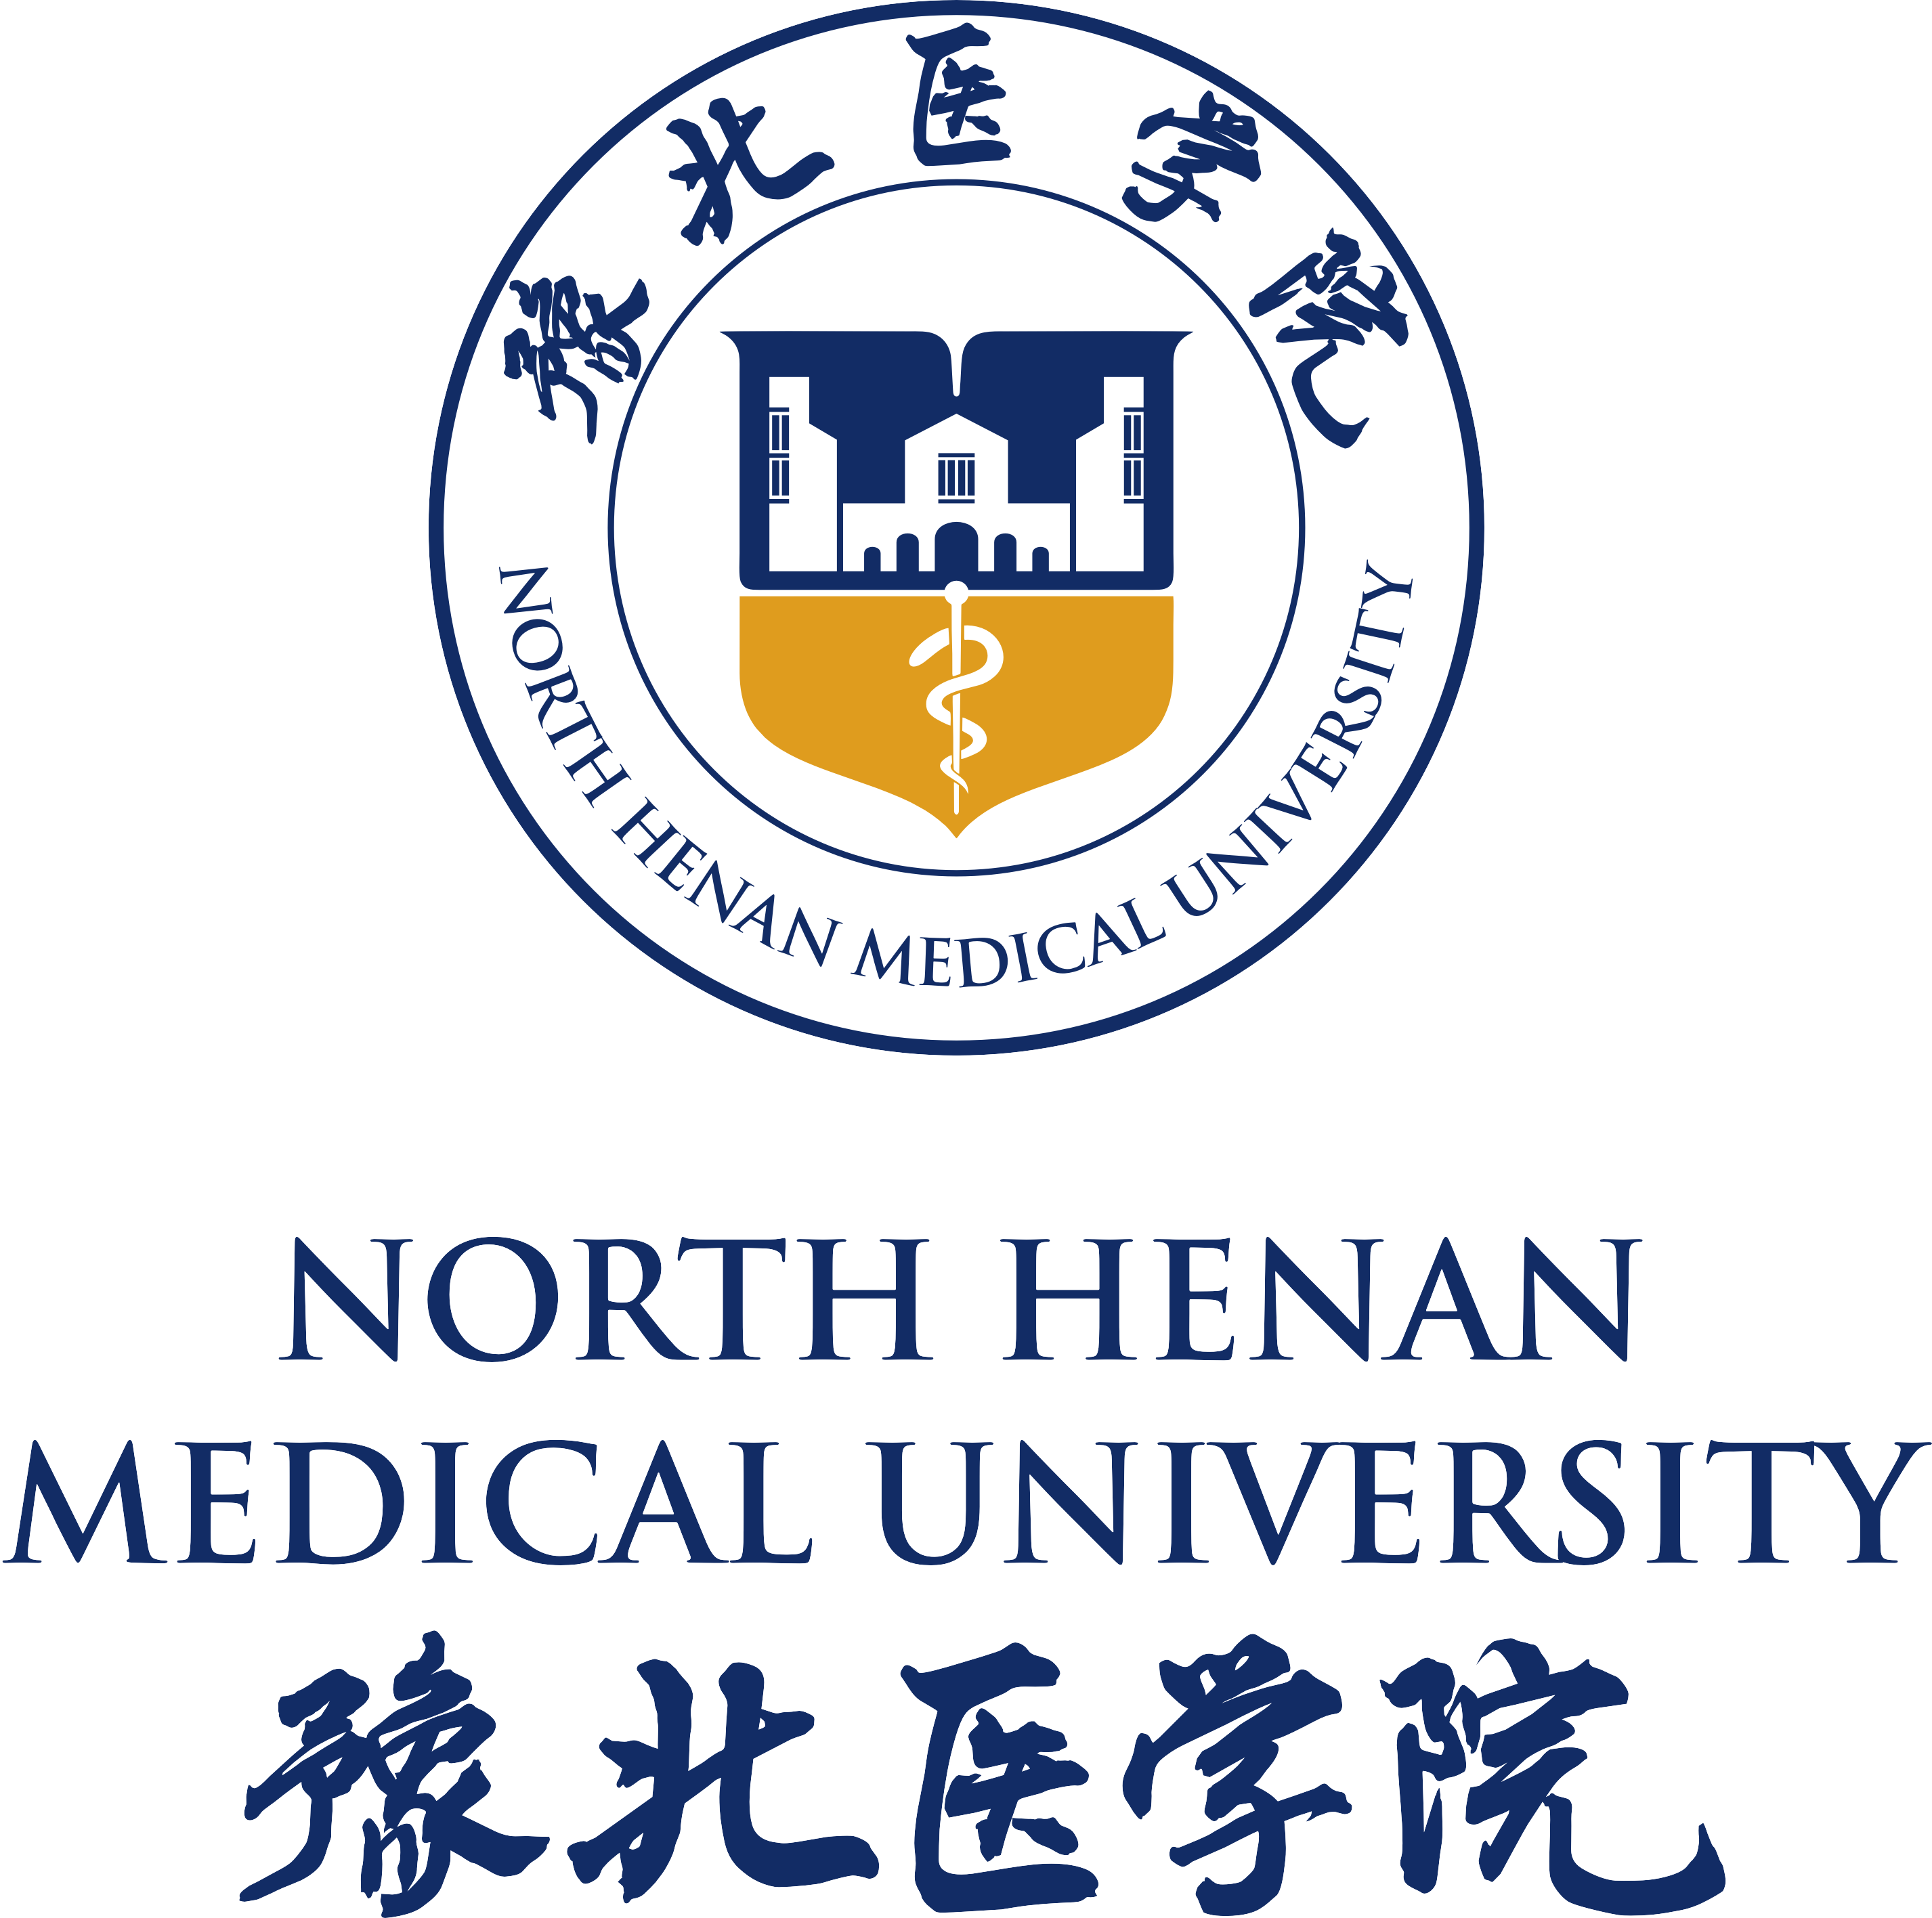 豫北医学院
NORTH HENAN MEDICAL UNIVERSITY
NORTH HENAN
MEDICAL UNIVERSITY
豫北医学院